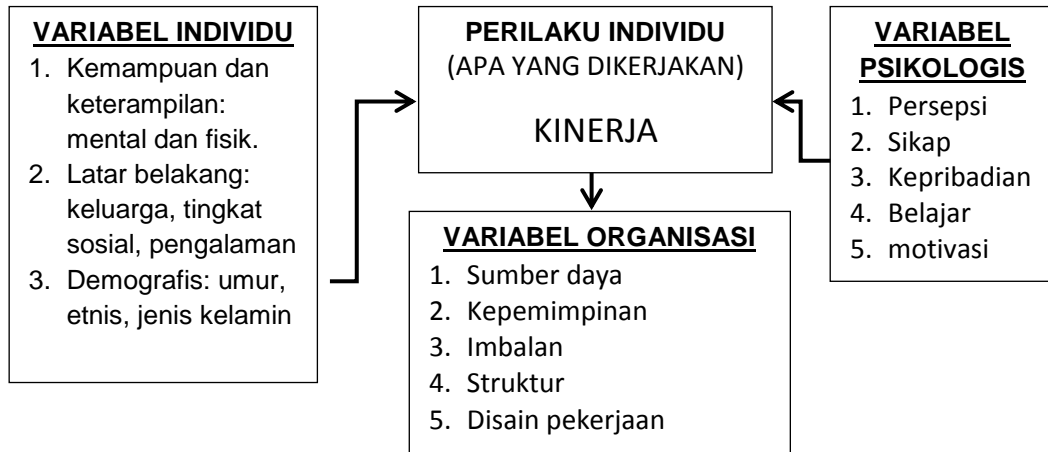 VARIABEL INDIVIDU
1. Kemampuan dan
keterampilan:
mental dan fisik.
2. Latar belakang:
keluarga, tingkat
sosial, pengalaman
3. Demografis: umur,
etnis, jenis kelamin
PERILAKU INDIVIDU
(APA YANG DIKERJAKAN)
KINERJA
VARIABEL
PSIKOLOGIS
1. Persepsi
2. Sikap
3. Kepribadian
4. Belajar
5. motivasi
VARIABEL ORGANISASI
1. Sumber daya
2. Kepemimpinan
3. Imbalan
4. Struktur
5. Disain pekerjaan